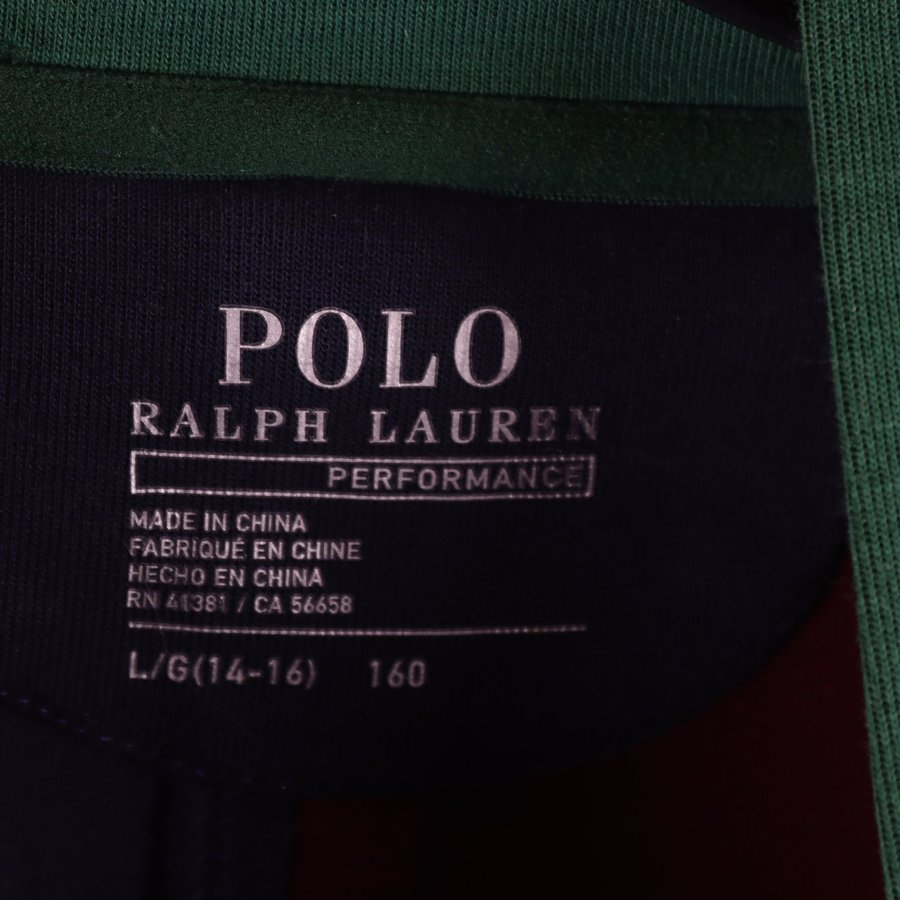 POLO
RALPH LAUREN
PERFORMANCE
MADE IN CHINA
FABRIQUÉ EN CHINE
HECHO EN CHINA
RN 41381 / CA 56658
L/G(14-16) 160